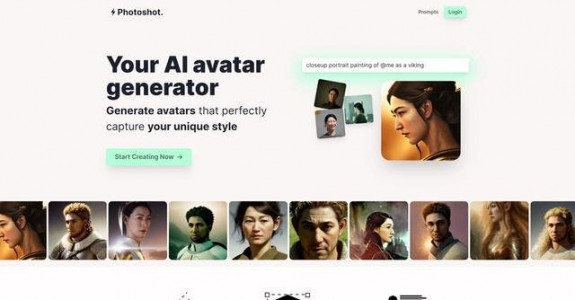 Photoshot.
Prompts
Login
Your AI avatar
generator
Generate avatars that perfectly
capture your unique style
Start Creating Now →
closeup portrait painting of @me as a viking